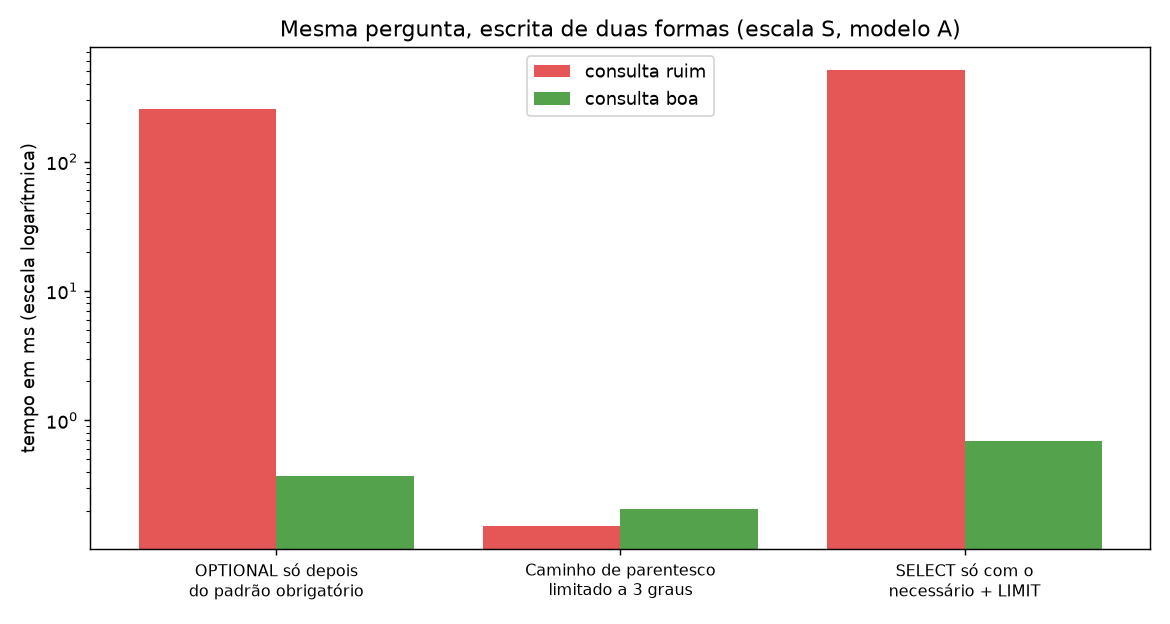 Mesma pergunta, escrita de duas formas (escala S, modelo A)
consulta ruim
consulta boa
tempo em ms (escala logarítmica)
10²
10¹
10⁰
OPTIONAL só depois
do padrão obrigatório
Caminho de parentesco
limitado a 3 graus
SELECT só com o
necessário + LIMIT